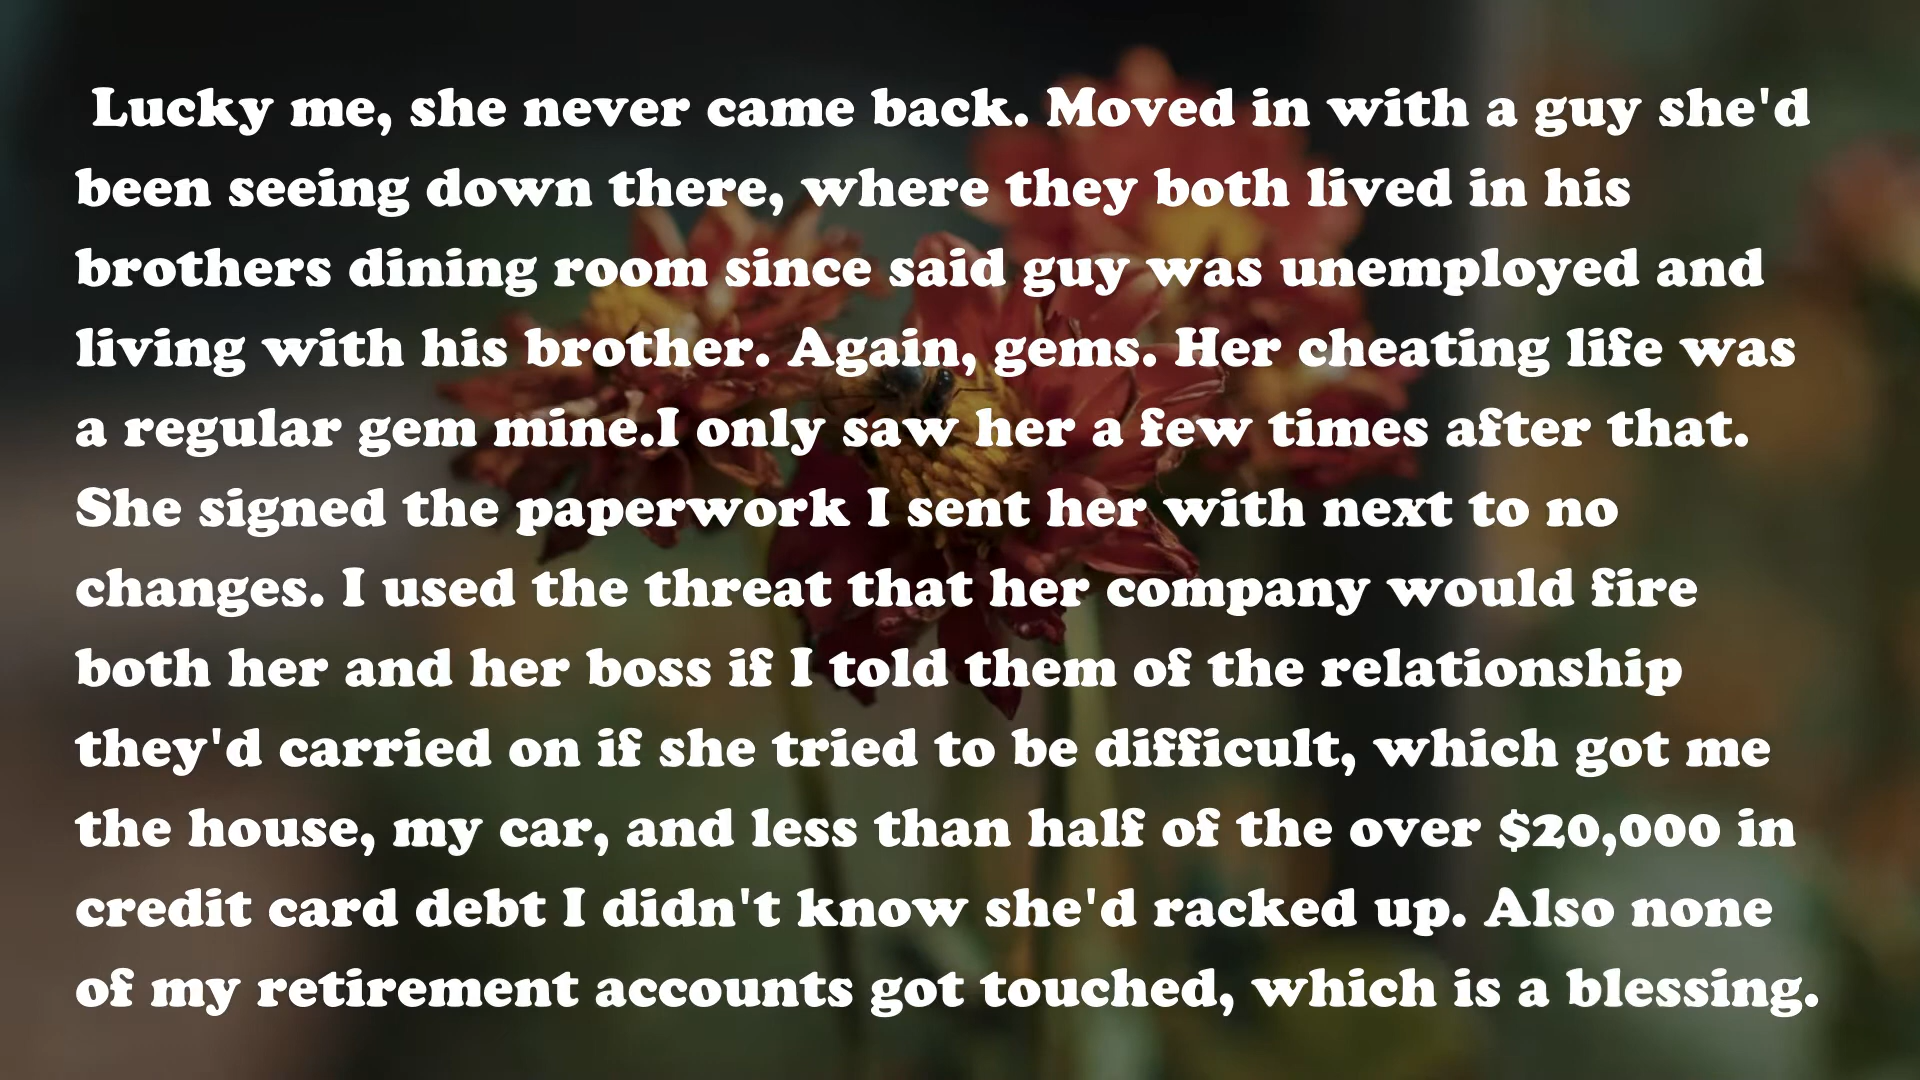 Lucky me, she never came back. Moved in with a guy she'd
been seeing down there, where they both lived in his
brothers dining room since said guy was unemployed and
living with his brother. Again, gems. Her cheating life was
a regular gem mine.I only saw her a few times after that.
She signed the paperwork I sent her with next to no
changes. I used the threat that her company would fire
both her and her boss if I told them of the relationship
they'd carried on if she tried to be difficult, which got me
the house, my car, and less than half of the over $20,000 in
credit card debt I didn't know she'd racked up. Also none
of my retirement accounts got touched, which is a blessing.